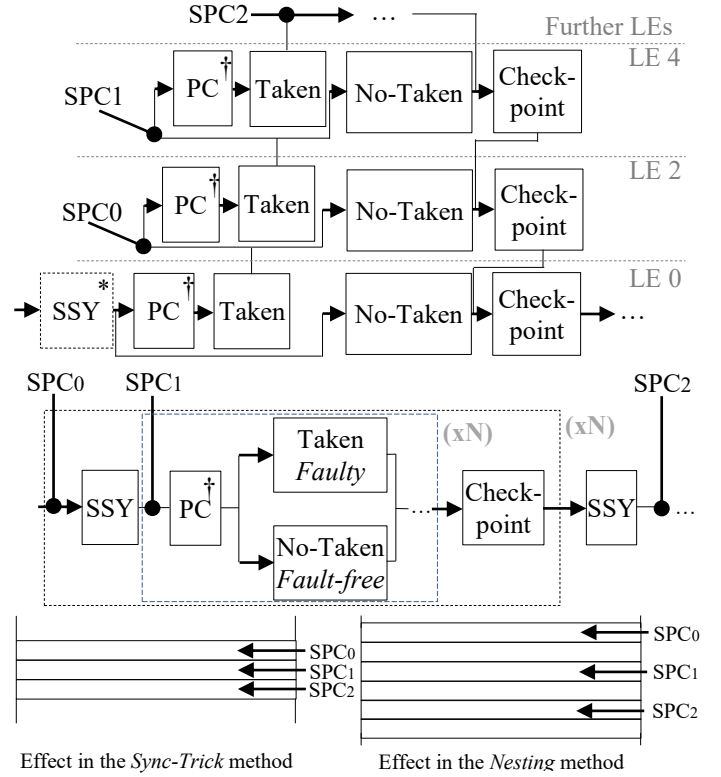 SPC2
...
Further LEs
LE 4
SPC1
PC†
Taken
No-Taken
Check-
point
LE 2
SPC0
PC†
Taken
No-Taken
Check-
point
LE 0
SSY*
PC†
Taken
No-Taken
Check-
point
...
SPC0
SPC1
SPC2
(xN)
(xN)
SSY
PC†
Taken
Faulty
No-Taken
Fault-free
...
Check-
point
SSY
...
SPC0
SPC1
SPC2
SPC0
SPC1
SPC2
Effect in the Sync-Trick method
Effect in the Nesting method